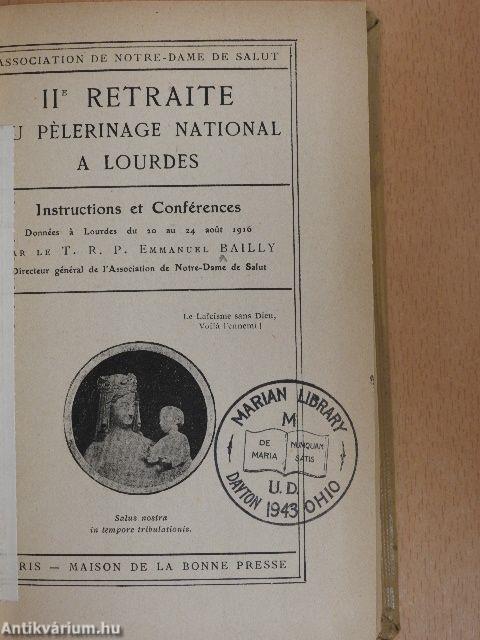 ASSOCIATION DE NOTRE-DAME DE SALUT
IIE RETRAITE
U PÈLERINAGE NATIONAL
A LOURDES
Instructions et Conférences
Données à Lourdes du 20 au 24 août 1916
AR LE T. R. P. EMMANUEL BAILLY
Directeur général de l'Association de Notre-Dame de Salut
Le Laïcisme sans Dieu,
Voilà l'ennemi !
MARIAN LIBRARY
M
DE MARIA
NUNQUAM SATIS
U.D.
1943
DAYTON OHIO
Salus nostra
in tempore tribulationis.
RIS — MAISON DE LA BONNE PRESSE
Antikvárium.hu